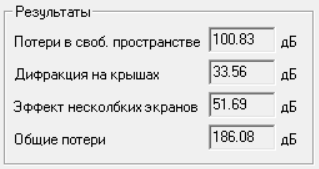 Результаты
Потери в своб. пространстве 100.83 дБ
Дифракция на крышах 33.56 дБ
Эффект несколбких экранов 51.69 дБ
Общие потери 186.08 дБ